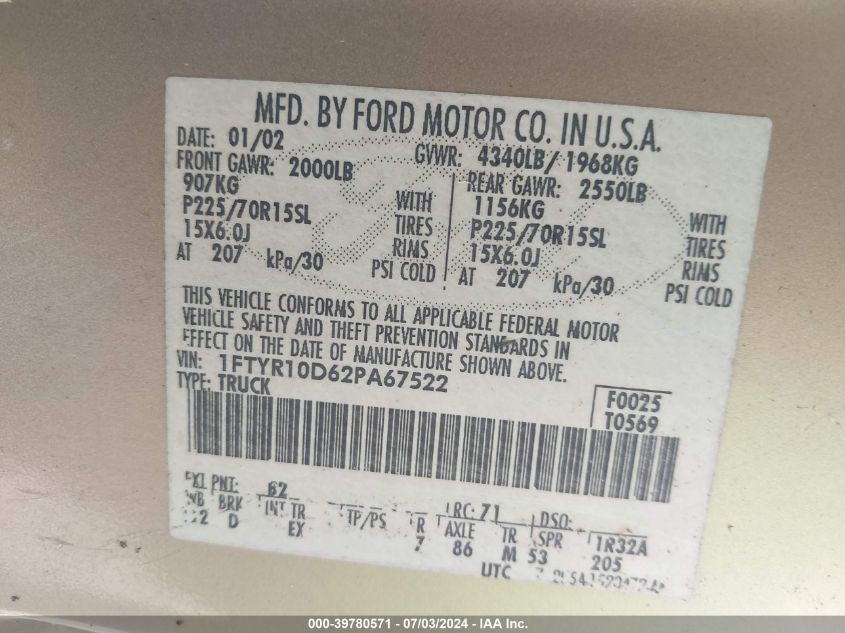 MFD. BY FORD MOTOR CO. IN U.S.A.
DATE: 01/02 GVWR: 4340LB/ 1968KG
FRONT GAWR: 2000LB REAR GAWR: 2550LB
907KG WITH 1156KG WITH
P225/70R15SL TIRES P225/70R15SL TIRES
15X6.0J RIMS 15X6.0J RIMS
AT 207 kPa/30 PSI COLD AT 207 kPa/30 PSI COLD
THIS VEHICLE CONFORMS TO ALL APPLICABLE FEDERAL MOTOR
VEHICLE SAFETY AND THEFT PREVENTION STANDARDS IN
EFFECT ON THE DATE OF MANUFACTURE SHOWN ABOVE.
VIN: 1FTYR10D62PA67522
TYPE: TRUCK
F0025
T0569
EXT PNT: B2 RC: 71 DSO:
WB BRK INT TR TP/PS R AXLE TR SPR 1R32A
D EX 7 86 M 53 205
UTC
000-39780571 - 07/03/2024 - IAA Inc.